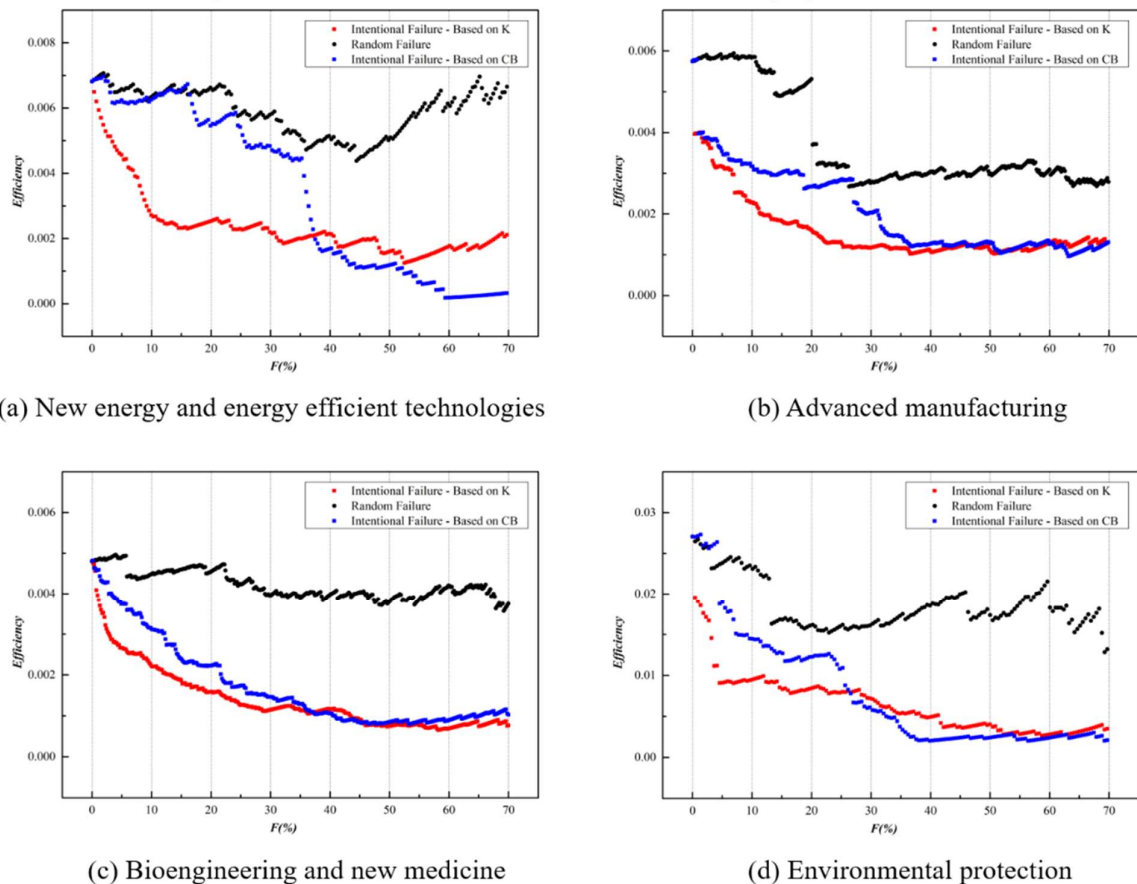 Intentional Failure - Based on K
Random Failure
Intentional Failure - Based on CB
0.008
0.006
0.004
0.002
0.000
Efficiency
0 10 20 30 40 50 60 70
F(%)
(a) New energy and energy efficient technologies
Intentional Failure - Based on K
Random Failure
Intentional Failure - Based on CB
0.006
0.004
0.002
0.000
Efficiency
0 10 20 30 40 50 60 70
F(%)
(b) Advanced manufacturing
Intentional Failure - Based on K
Random Failure
Intentional Failure - Based on CB
0.006
0.004
0.002
0.000
Efficiency
0 10 20 30 40 50 60 70
F(%)
(c) Bioengineering and new medicine
Intentional Failure - Based on K
Random Failure
Intentional Failure - Based on CB
0.03
0.02
0.01
0.00
Efficiency
0 10 20 30 40 50 60 70
F(%)
(d) Environmental protection